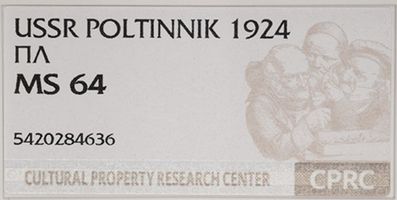 USSR POLTINNIK 1924
ПЛ
MS 64
5420284636
CULTURAL PROPERTY RESEARCH CENTER CPRC